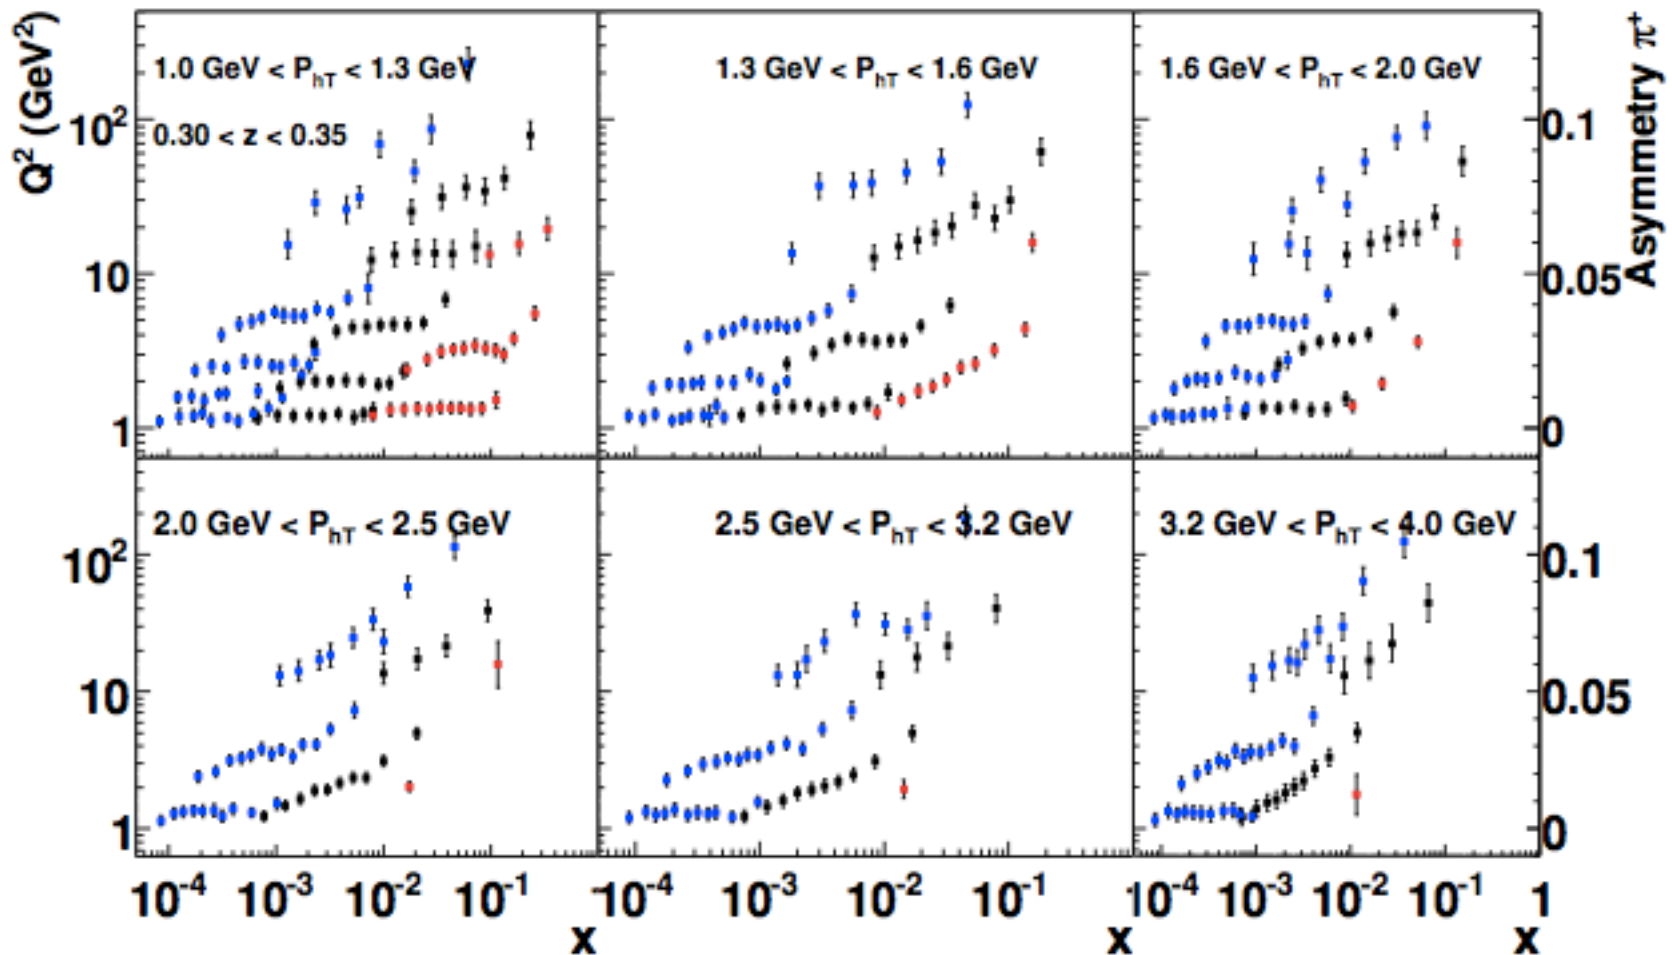 Q² (GeV²)
1.0 GeV < P_hT < 1.3 GeV
1.3 GeV < P_hT < 1.6 GeV
1.6 GeV < P_hT < 2.0 GeV
0.30 < z < 0.35
10²
10
1
0.1
0.05
0
Asymmetry π⁺
2.0 GeV < P_hT < 2.5 GeV
2.5 GeV < P_hT < 3.2 GeV
3.2 GeV < P_hT < 4.0 GeV
10²
10
1
0.1
0.05
0
10⁻⁴ 10⁻³ 10⁻² 10⁻¹ 10⁻⁴ 10⁻³ 10⁻² 10⁻¹ 10⁻⁴ 10⁻³ 10⁻² 10⁻¹ 1
x x x